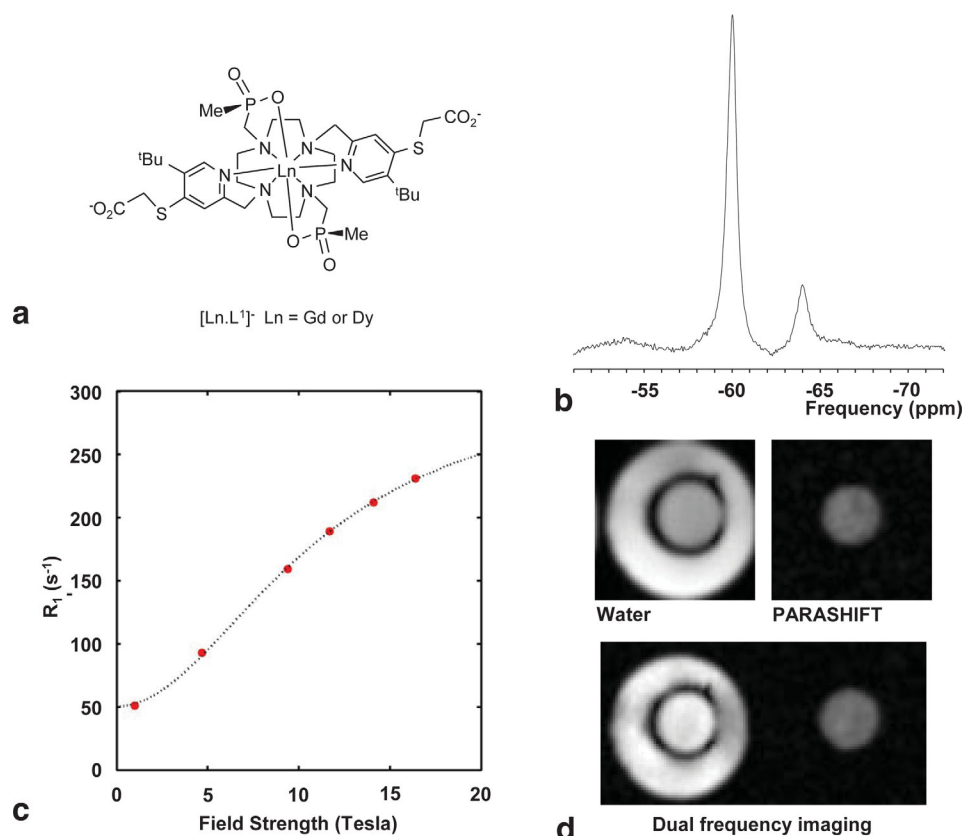 O
O
P
Me
CO₂⁻
S
N
N
ᵗBu
N
Ln
N
N
N
ᵗBu
⁻O₂C
S
O
P
Me
O
a
[Ln.L¹]⁻ Ln = Gd or Dy
-55
-60
-65
-70
b
Frequency (ppm)
300
250
200
150
100
50
0
R₁, (s⁻¹)
0
5
10
15
20
c
Field Strength (Tesla)
Water
PARASHIFT
d
Dual frequency imaging